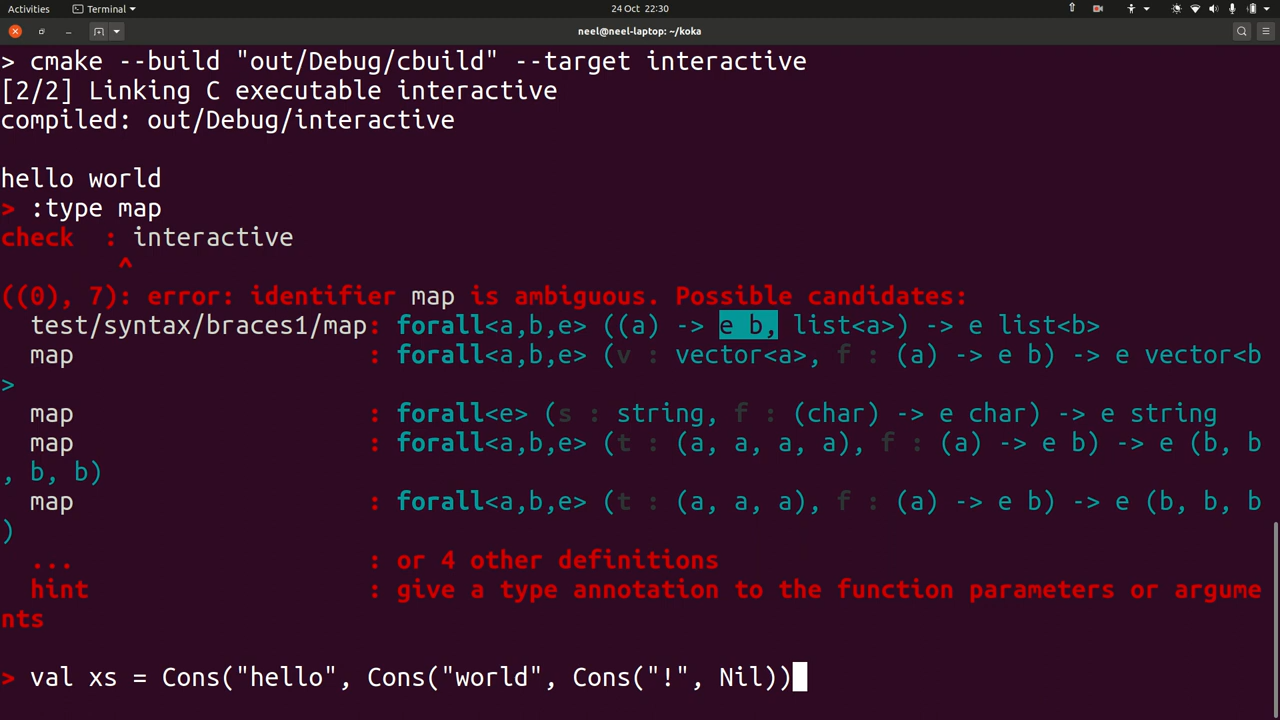 Activities Terminal 24 Oct 22:30
neel@neel-laptop: ~/koka
> cmake --build "out/Debug/cbuild" --target interactive
[2/2] Linking C executable interactive
compiled: out/Debug/interactive
hello world
> :type map
check  : interactive
^
((0), 7): error: identifier map is ambiguous. Possible candidates:
test/syntax/braces1/map: forall<a,b,e> ((a) -> e b, list<a>) -> e list<b>
map : forall<a,b,e> (v : vector<a>, f : (a) -> e b) -> e vector<b
>
map : forall<e> (s : string, f : (char) -> e char) -> e string
map : forall<a,b,e> (t : (a, a, a, a), f : (a) -> e b) -> e (b, b
, b, b)
map : forall<a,b,e> (t : (a, a, a), f : (a) -> e b) -> e (b, b, b
)
... : or 4 other definitions
hint : give a type annotation to the function parameters or argume
nts
> val xs = Cons("hello", Cons("world", Cons("!", Nil))